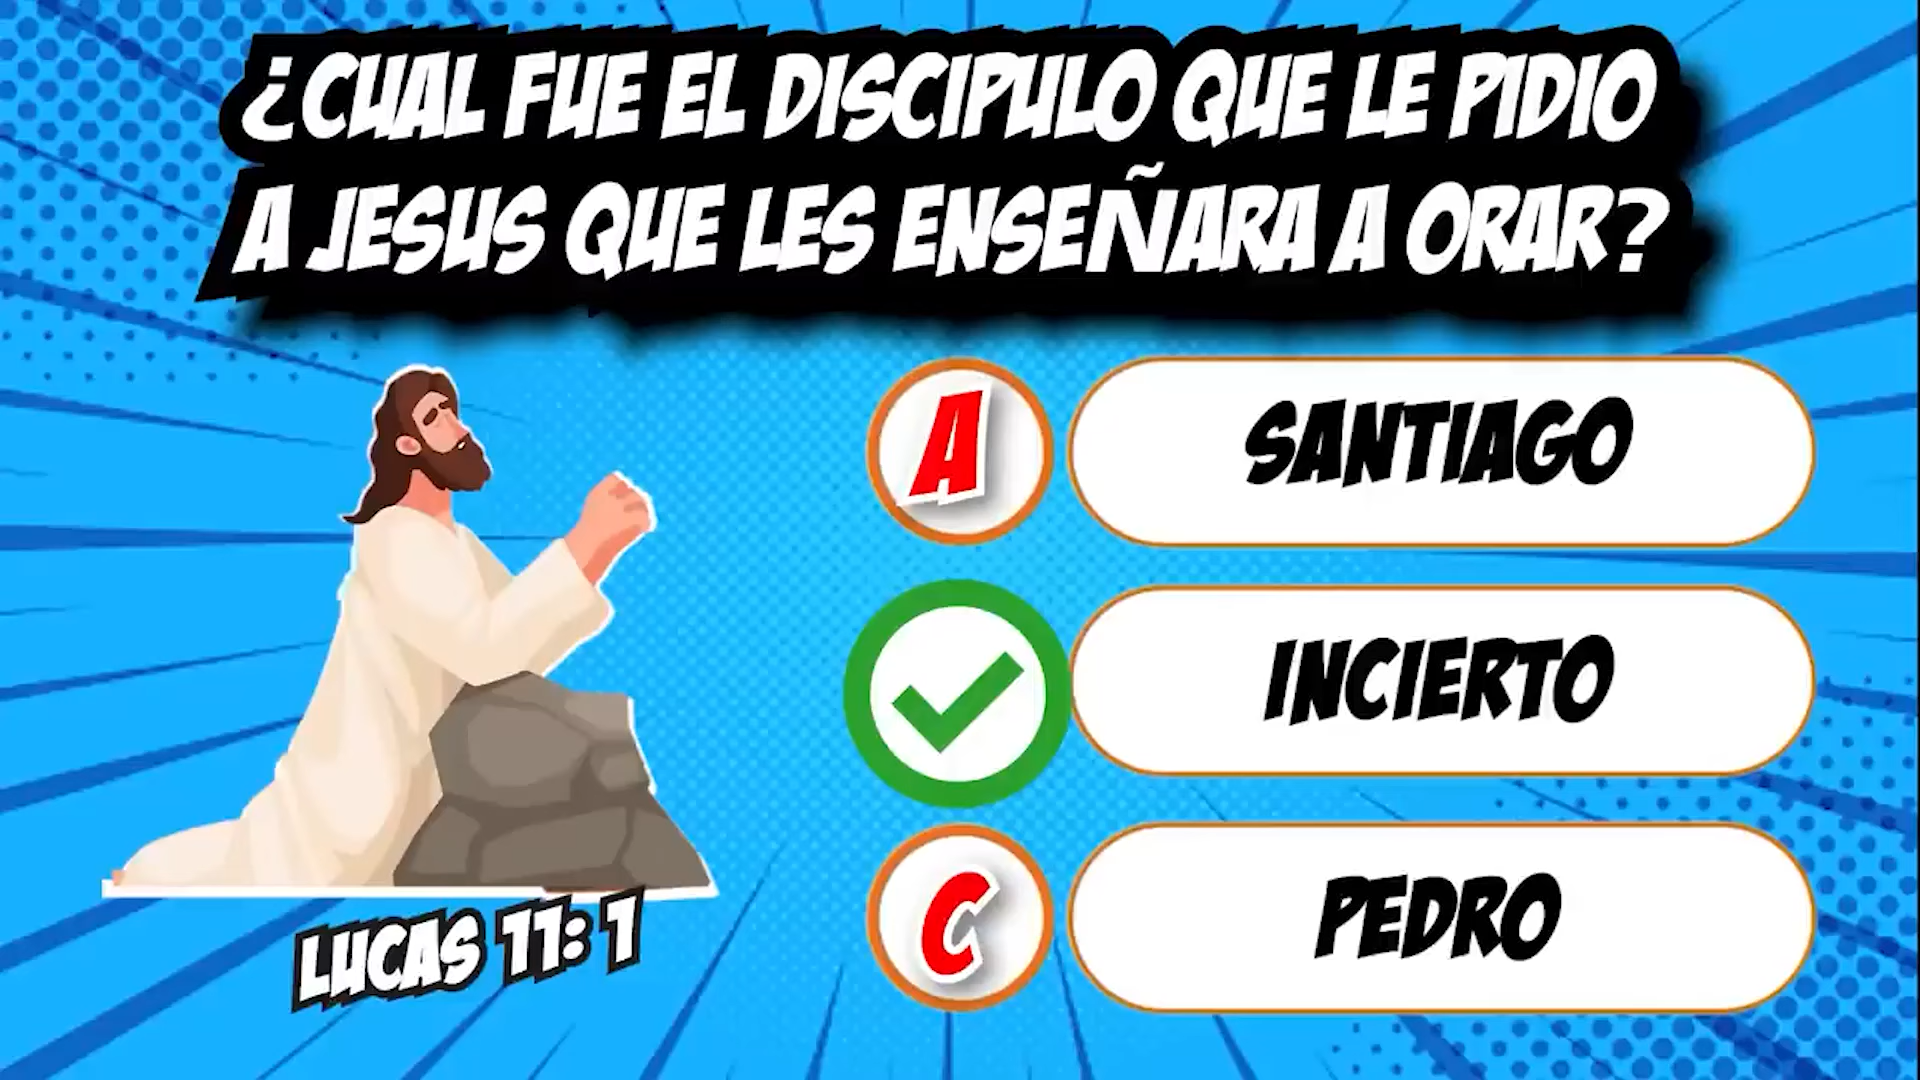 ¿CUAL FUE EL DISCIPULO QUE LE PIDIO
A JESUS QUE LES ENSEÑARA A ORAR?
A SANTIAGO
INCIERTO
C PEDRO
LUCAS 11: 1